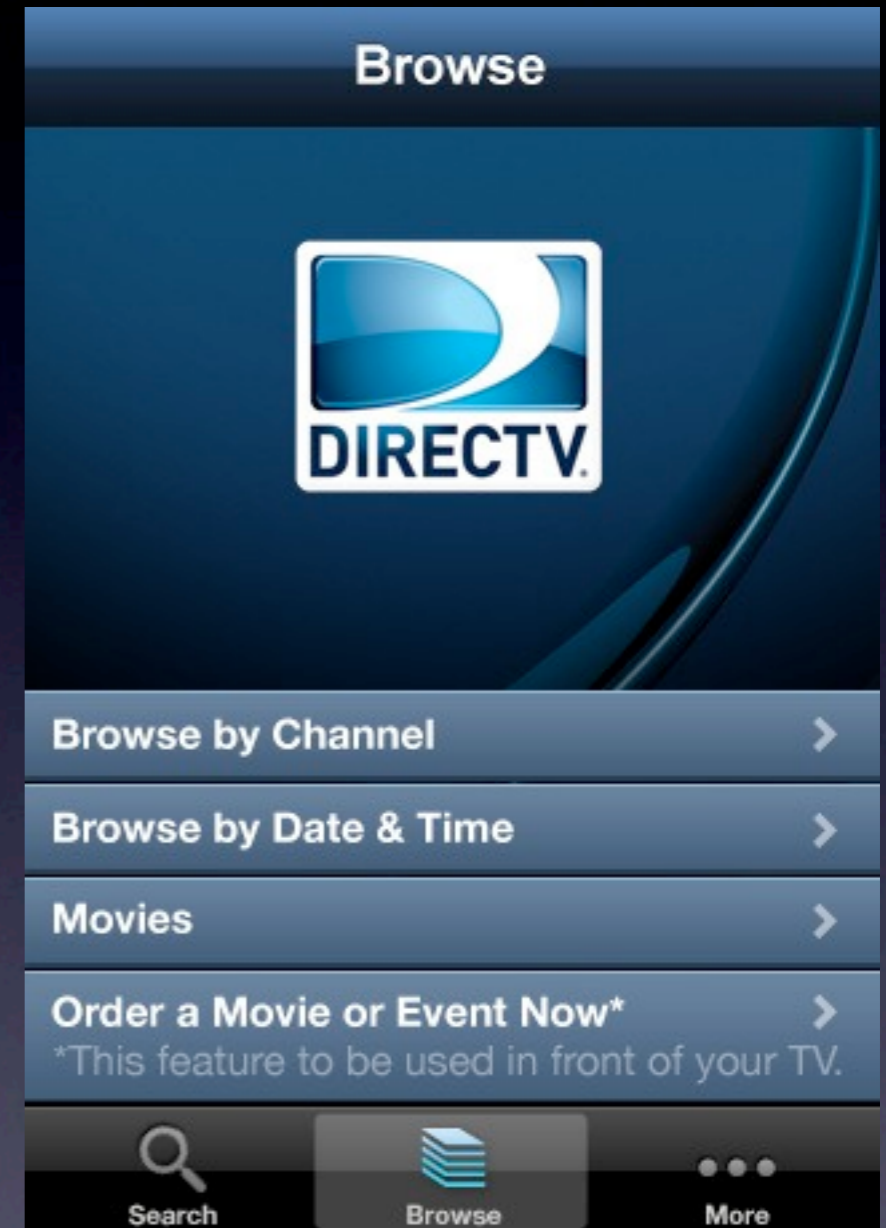 Browse
DIRECTV
Browse by Channel
Browse by Date & Time
Movies
Order a Movie or Event Now*
*This feature to be used in front of your TV.
Search
Browse
More